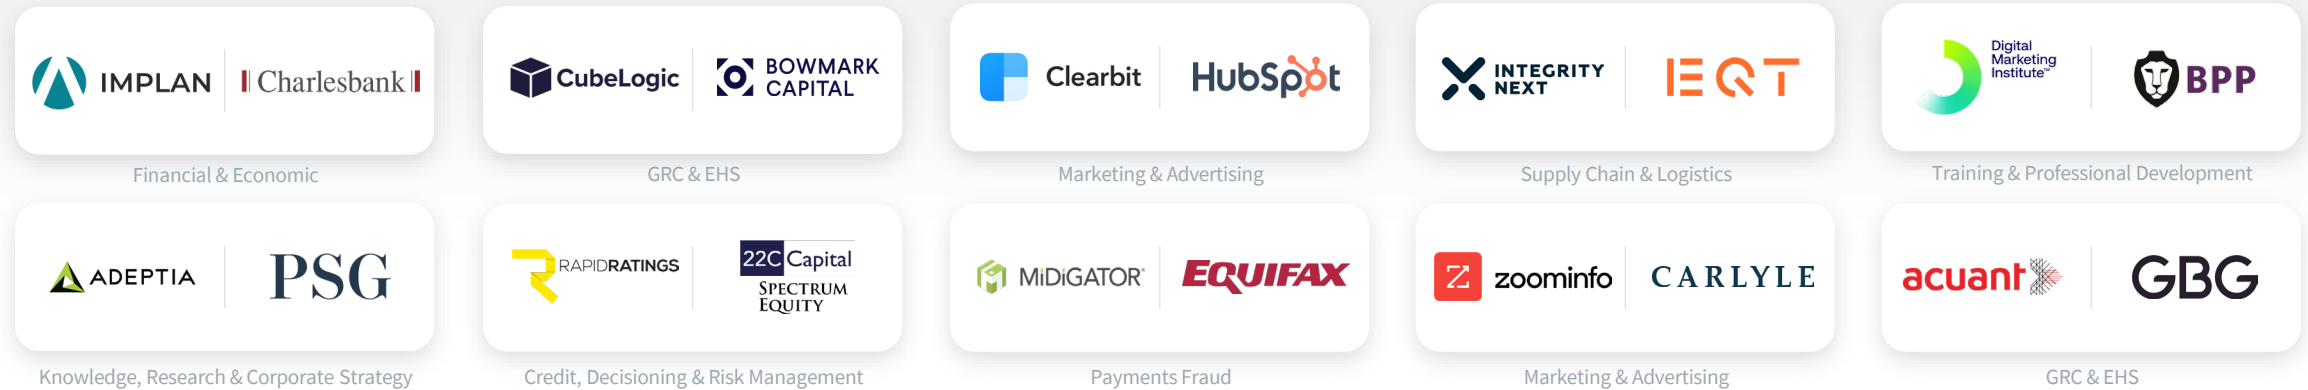 IMPLAN
Charlesbank
Financial & Economic
CubeLogic
BOWMARK
CAPITAL
GRC & EHS
Clearbit
HubSpot
Marketing & Advertising
INTEGRITY
NEXT
EQT
Supply Chain & Logistics
Digital
Marketing
Institute™
BPP
Training & Professional Development
ADEPTIA
PSG
Knowledge, Research & Corporate Strategy
RAPIDRATINGS
22C Capital
SPECTRUM
EQUITY
Credit, Decisioning & Risk Management
MiDiGATOR®
EQUIFAX
Payments Fraud
Z
zoominfo
CARLYLE
Marketing & Advertising
acuant
GBG
GRC & EHS